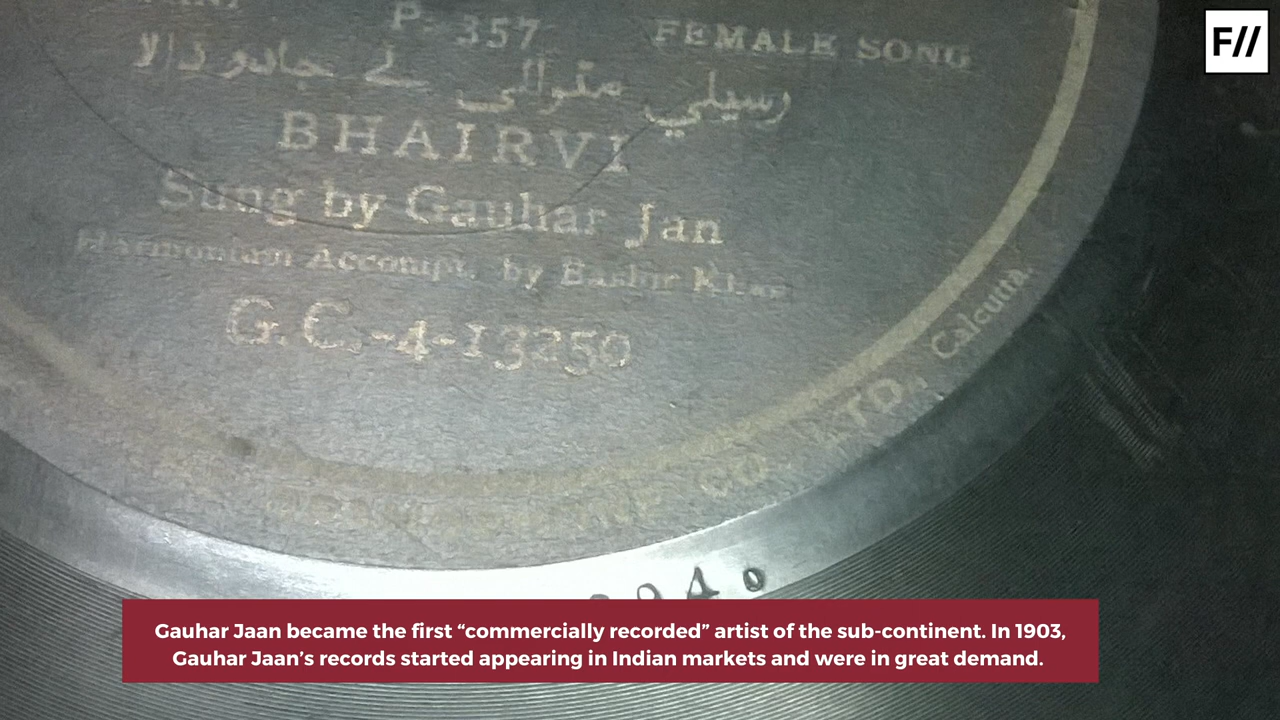 F//
P. 357
FEMALE SONG
رسيلي متوالی نے جادو ڈالا
BHAIRVI
Sung by Gauhar Jan
Harmonium Accompt. by Bashir Khan
G.C.-4-13250
CO. LTD., Calcutta.
Gauhar Jaan became the first “commercially recorded” artist of the sub-continent. In 1903,
Gauhar Jaan’s records started appearing in Indian markets and were in great demand.